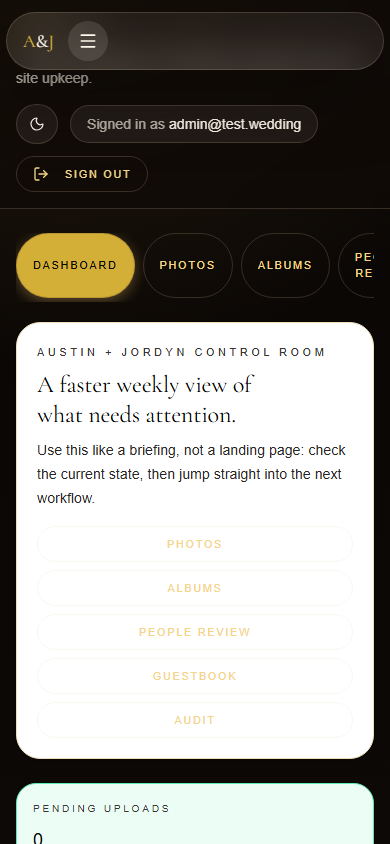 A&J
site upkeep.
Signed in as admin@test.wedding
SIGN OUT
DASHBOARD
PHOTOS
ALBUMS
AUSTIN + JORDYN CONTROL ROOM
A faster weekly view of
what needs attention.
Use this like a briefing, not a landing page: check
the current state, then jump straight into the next
workflow.
PHOTOS
ALBUMS
PEOPLE REVIEW
GUESTBOOK
AUDIT
PENDING UPLOADS
0